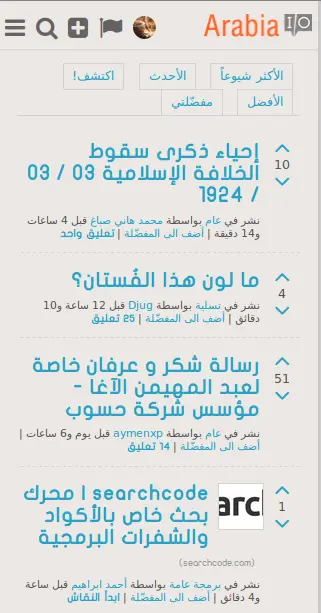 Arabia I/O
الأكثر شيوعاً
الأحدث
اكتشف!
الأفضل
مفضّلتي
إحياء ذكرى سقوط
الخلافة الإسلامية 03 / 03
/ 1924
10
نشر في عام بواسطة محمد هاني صباغ قبل 4 ساعات
و14 دقيقة | أضف الى المفضّلة | تعليق واحد
ما لون هذا الفُستان؟
4
نشر في تسلية بواسطة Djug قبل 12 ساعة و10
دقائق | أضف الى المفضّلة | 25 تعليق
رسالة شكر و عرفان خاصة
لعبد المهيمن الآغا -
مؤسس شركة حسوب
51
نشر في عام بواسطة aymenxp قبل يوم و6 ساعات |
أضف الى المفضّلة | 14 تعليق
searchcode | محرك
بحث خاص بالأكواد
والشفرات البرمجية
arc
1
(searchcode.com)
نشر في برمجة عامة بواسطة أحمد ابراهيم قبل ساعة
و4 دقائق | أضف الى المفضّلة | ابدأ النقاش